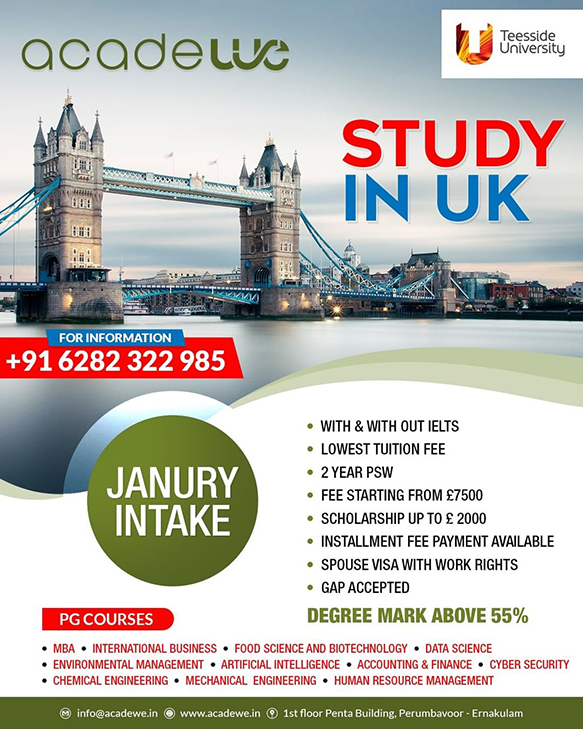 acadewe
Teesside
University
STUDY
IN UK
FOR INFORMATION
+91 6282 322 985
JANURY
INTAKE
• WITH & WITH OUT IELTS
• LOWEST TUITION FEE
• 2 YEAR PSW
• FEE STARTING FROM £7500
• SCHOLARSHIP UP TO £ 2000
• INSTALLMENT FEE PAYMENT AVAILABLE
• SPOUSE VISA WITH WORK RIGHTS
• GAP ACCEPTED
DEGREE MARK ABOVE 55%
PG COURSES
• MBA • INTERNATIONAL BUSINESS • FOOD SCIENCE AND BIOTECHNOLOGY • DATA SCIENCE
• ENVIRONMENTAL MANAGEMENT • ARTIFICIAL INTELLIGENCE • ACCOUNTING & FINANCE • CYBER SECURITY
• CHEMICAL ENGINEERING • MECHANICAL ENGINEERING • HUMAN RESOURCE MANAGEMENT
info@acadewe.in www.acadewe.in 1st floor Penta Building, Perumbavoor - Ernakulam